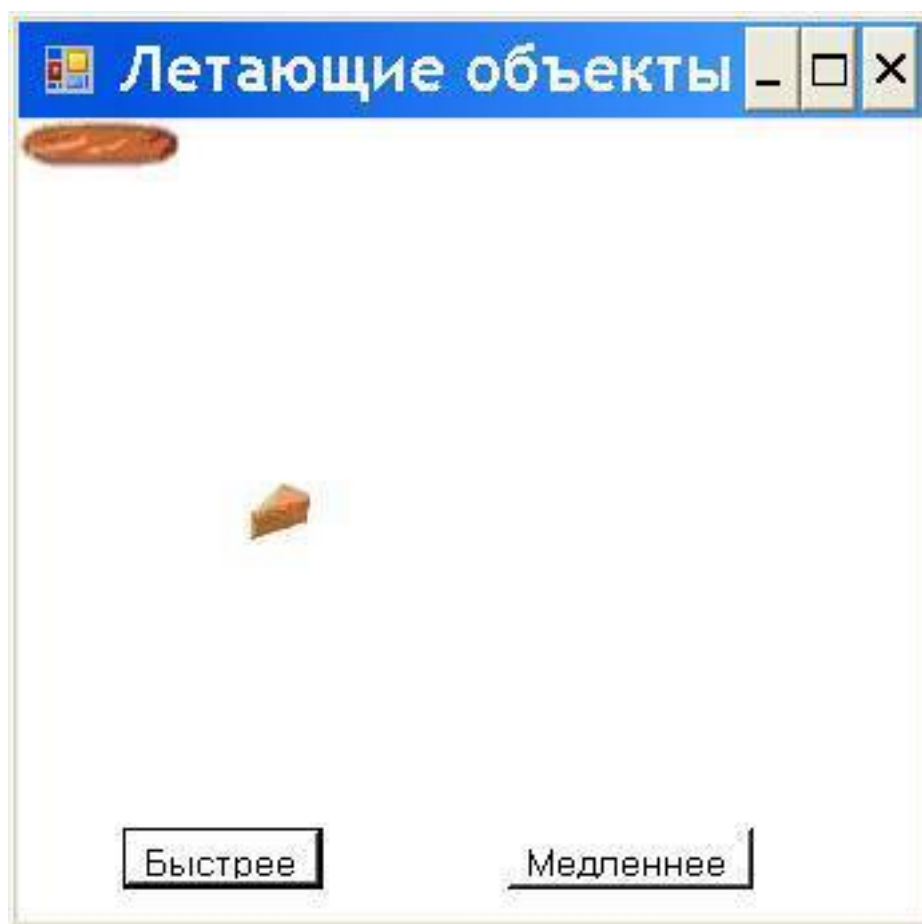 Летающие объекты
Быстрее
Медленнее